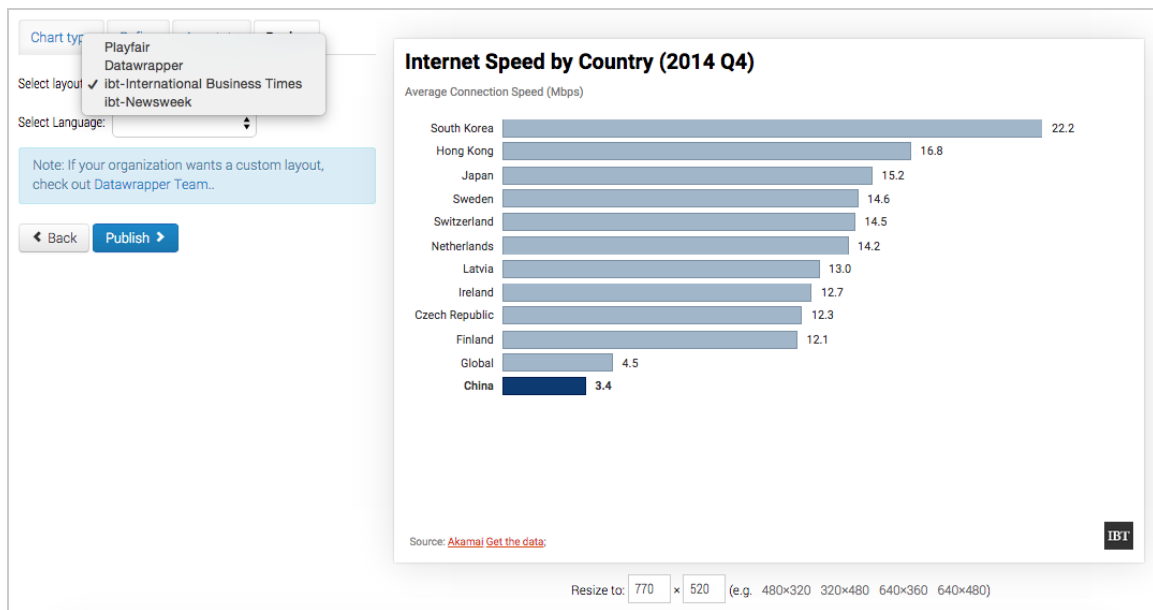 Chart typ
Playfair
Datawrapper
Select layout ✓ ibt-International Business Times
ibt-Newsweek
Select Language:
Note: If your organization wants a custom layout,
check out Datawrapper Team..
Back Publish
Internet Speed by Country (2014 Q4)
Average Connection Speed (Mbps)
South Korea 22.2
Hong Kong 16.8
Japan 15.2
Sweden 14.6
Switzerland 14.5
Netherlands 14.2
Latvia 13.0
Ireland 12.7
Czech Republic 12.3
Finland 12.1
Global 4.5
China 3.4
Source: Akamai Get the data;
IBT
Resize to: 770 × 520 (e.g. 480×320 320×480 640×360 640×480)